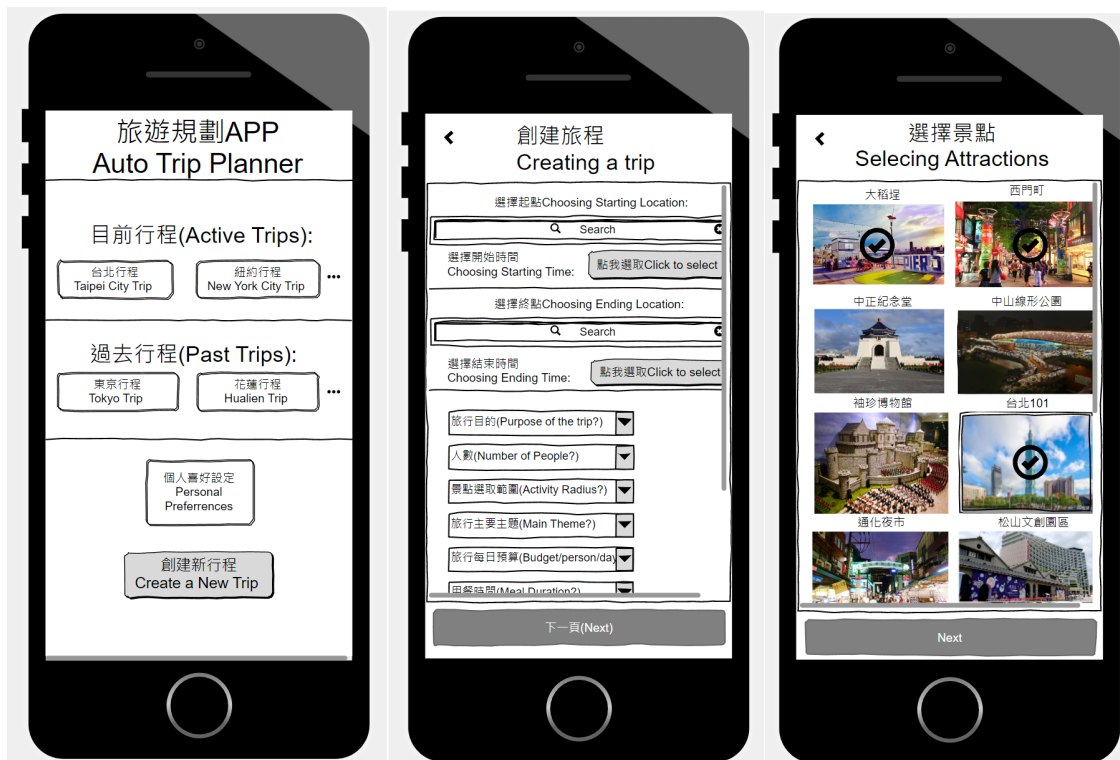 旅遊規劃APP
Auto Trip Planner
目前行程(Active Trips):
台北行程
Taipei City Trip
紐約行程
New York City Trip
•••
過去行程(Past Trips):
東京行程
Tokyo Trip
花蓮行程
Hualien Trip
•••
個人喜好設定
Personal
Preferrences
創建新行程
Create a New Trip
創建旅程
Creating a trip
選擇起點Choosing Starting Location:
Search
選擇開始時間
Choosing Starting Time:
點我選取Click to select
選擇終點Choosing Ending Location:
Search
選擇結束時間
Choosing Ending Time:
點我選取Click to select
旅行目的(Purpose of the trip?)
人數(Number of People?)
景點選取範圍(Activity Radius?)
旅行主要主題(Main Theme?)
旅行每日預算(Budget/person/day
用餐時間(Meal Duration?)
下一頁(Next)
選擇景點
Selecing Attractions
大稻埕
西門町
中正紀念堂
中山線形公園
袖珍博物館
台北101
通化夜市
松山文創園區
Next